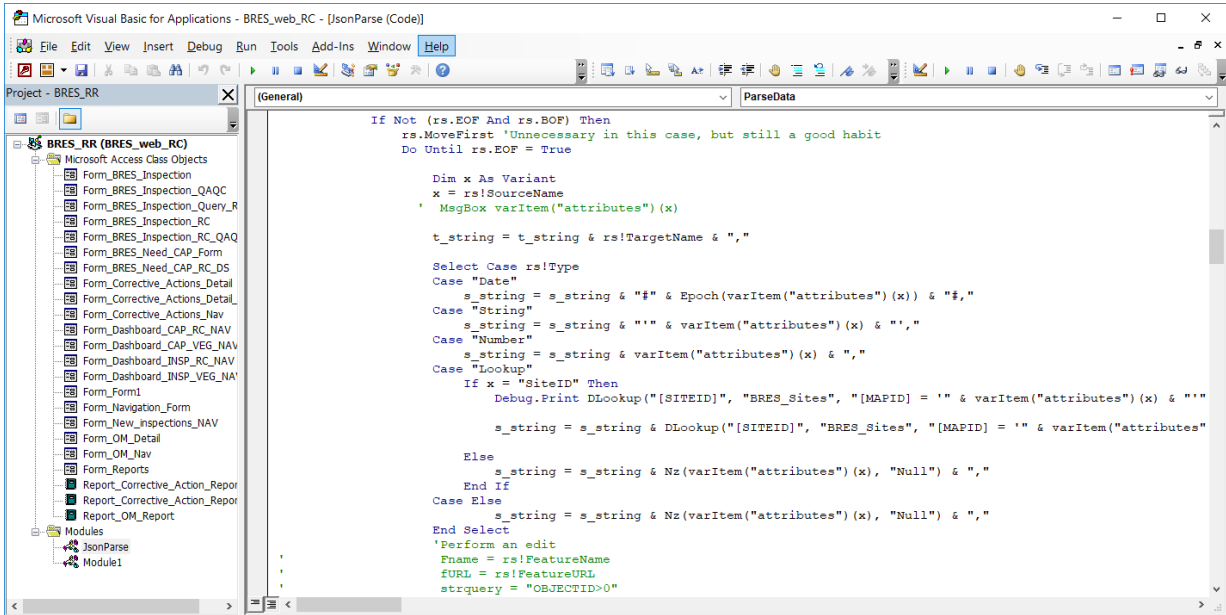 Microsoft Visual Basic for Applications - BRES_web_RC - [JsonParse (Code)]
File Edit View Insert Debug Run Tools Add-Ins Window Help
Project - BRES_RR
(General)
ParseData
BRES_RR (BRES_web_RC)
Microsoft Access Class Objects
Form_BRES_Inspection
Form_BRES_Inspection_QAQC
Form_BRES_Inspection_Query_R
Form_BRES_Inspection_RC
Form_BRES_Inspection_RC_QAQ
Form_BRES_Need_CAP_Form
Form_BRES_Need_CAP_RC_DS
Form_Corrective_Actions_Detail
Form_Corrective_Actions_Detail_
Form_Corrective_Actions_Nav
Form_Dashboard_CAP_RC_NAV
Form_Dashboard_CAP_VEG_NAV
Form_Dashboard_INSP_RC_NAV
Form_Dashboard_INSP_VEG_NAV
Form_Form1
Form_Navigation_Form
Form_New_inspections_NAV
Form_OM_Detail
Form_OM_Nav
Form_Reports
Report_Corrective_Action_Repor
Report_Corrective_Action_Repor
Report_OM_Report
Modules
JsonParse
Module1
If Not (rs.EOF And rs.BOF) Then
rs.MoveFirst 'Unnecessary in this case, but still a good habit
Do Until rs.EOF = True
Dim x As Variant
x = rs!SourceName
' MsgBox varItem("attributes")(x)
t_string = t_string & rs!TargetName & ","
Select Case rs!Type
Case "Date"
s_string = s_string & "#" & Epoch(varItem("attributes")(x)) & "#,"
Case "String"
s_string = s_string & "'" & varItem("attributes")(x) & "',"
Case "Number"
s_string = s_string & varItem("attributes")(x) & ","
Case "Lookup"
If x = "SiteID" Then
Debug.Print DLookup("[SITEID]", "BRES_Sites", "[MAPID] = '" & varItem("attributes")(x) & "'"
s_string = s_string & DLookup("[SITEID]", "BRES_Sites", "[MAPID] = '" & varItem("attributes"
Else
s_string = s_string & Nz(varItem("attributes")(x), "Null") & ","
End If
Case Else
s_string = s_string & Nz(varItem("attributes")(x), "Null") & ","
End Select
'Perform an edit
' Fname = rs!FeatureName
' fURL = rs!FeatureURL
' strquery = "OBJECTID>0"